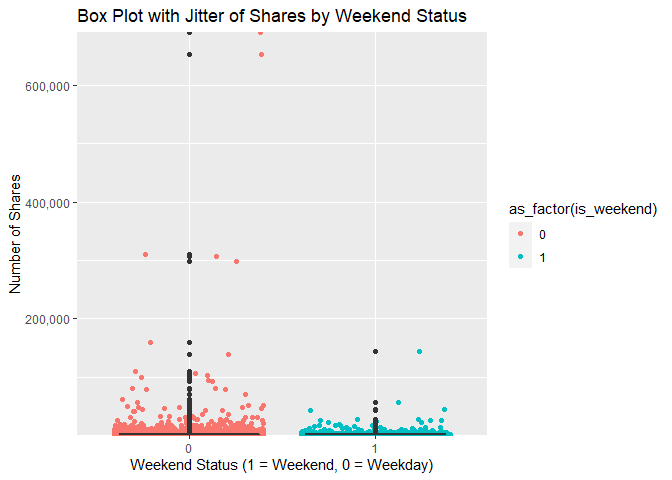 Box Plot with Jitter of Shares by Weekend Status
600,000
400,000
200,000
Number of Shares
0
1
Weekend Status (1 = Weekend, 0 = Weekday)
as_factor(is_weekend)
0
1